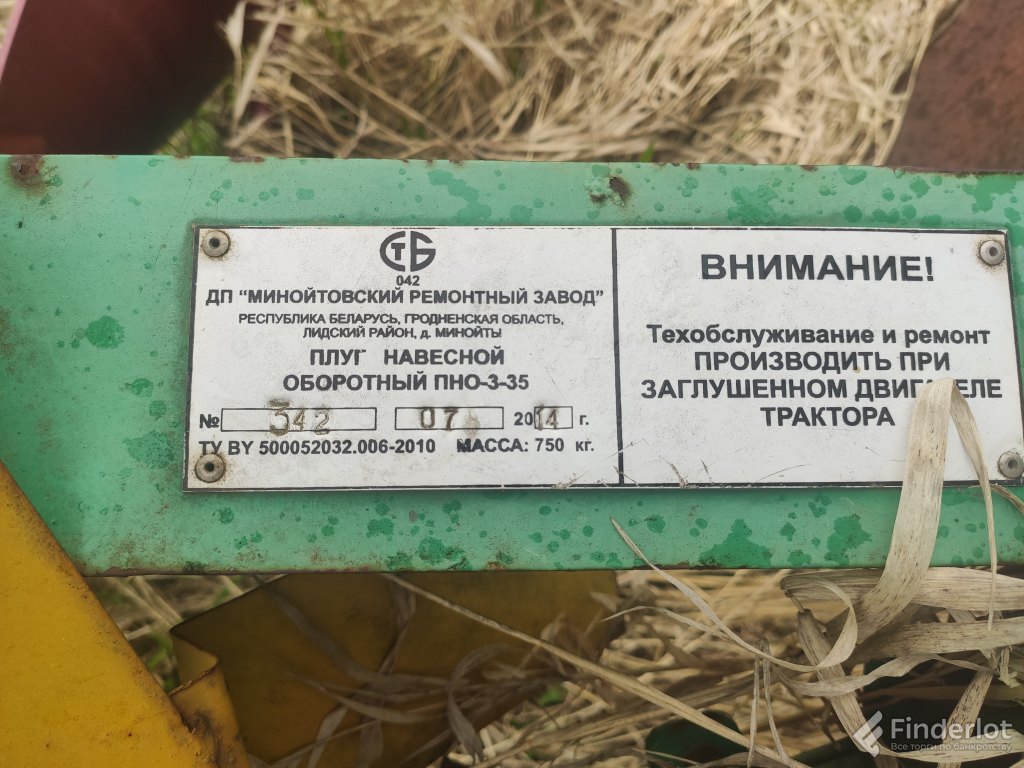 СТБ
042
ДП "МИНОЙТОВСКИЙ РЕМОНТНЫЙ ЗАВОД"
РЕСПУБЛИКА БЕЛАРУСЬ, ГРОДНЕНСКАЯ ОБЛАСТЬ,
ЛИДСКИЙ РАЙОН, д. МИНОЙТЫ
ПЛУГ НАВЕСНОЙ
ОБОРОТНЫЙ ПНО-3-35
№ 342 07 2014 г.
ТУ BY 500052032.006-2010 МАССА: 750 кг.
ВНИМАНИЕ!
Техобслуживание и ремонт
ПРОИЗВОДИТЬ ПРИ
ЗАГЛУШЕННОМ ДВИГАТЕЛЕ
ТРАКТОРА
Finderlot
Все торги по банкротству